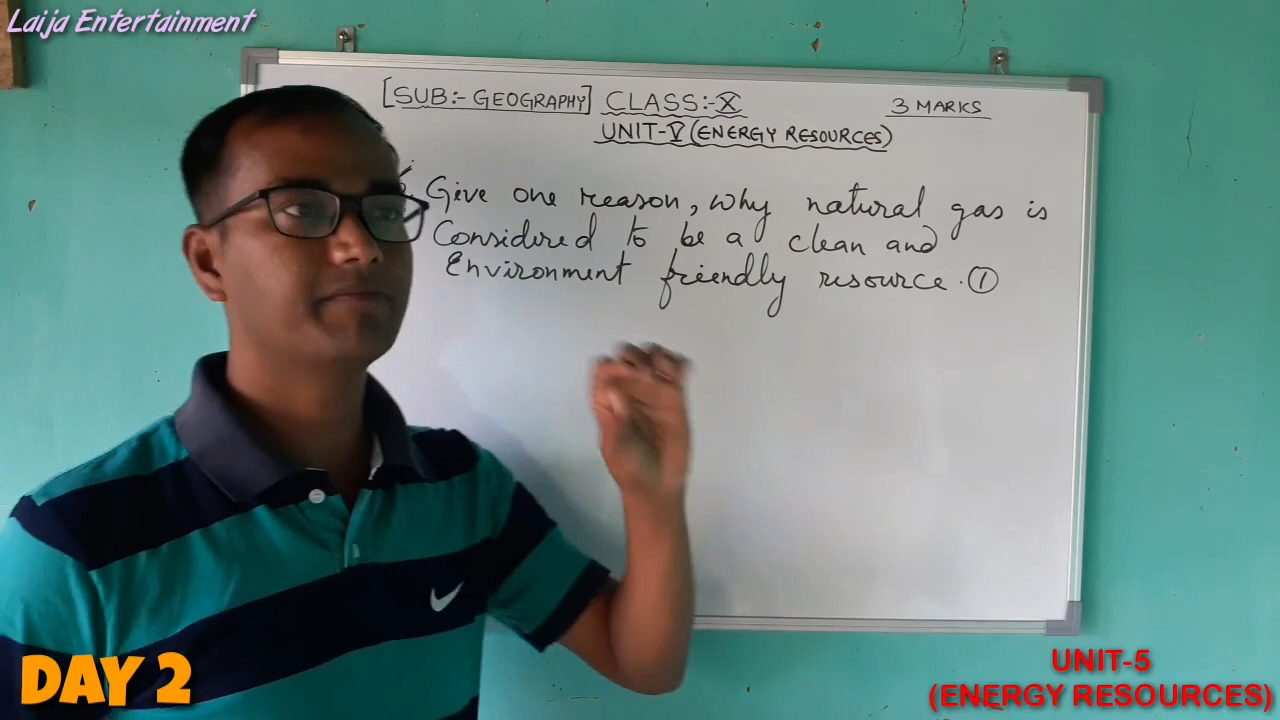 Laija Entertainment
[SUB:- GEOGRAPHY] CLASS:- X 3 MARKS
UNIT-V (ENERGY RESOURCES)
Give one reason, why natural gas is
Considered to be a clean and
Environment friendly resource. ①
DAY 2
UNIT-5
(ENERGY RESOURCES)